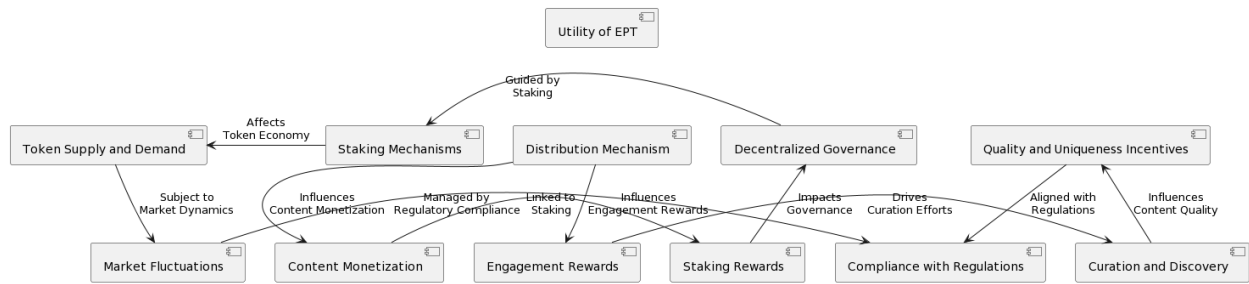 Utility of EPT
Guided by
Staking
Affects
Token Economy
Token Supply and Demand
Staking Mechanisms
Distribution Mechanism
Decentralized Governance
Quality and Uniqueness Incentives
Subject to
Market Dynamics
Influences
Content Monetization
Managed by
Regulatory Compliance
Linked to
Staking
Influences
Engagement Rewards
Impacts
Governance
Drives
Curation Efforts
Aligned with
Regulations
Influences
Content Quality
Market Fluctuations
Content Monetization
Engagement Rewards
Staking Rewards
Compliance with Regulations
Curation and Discovery